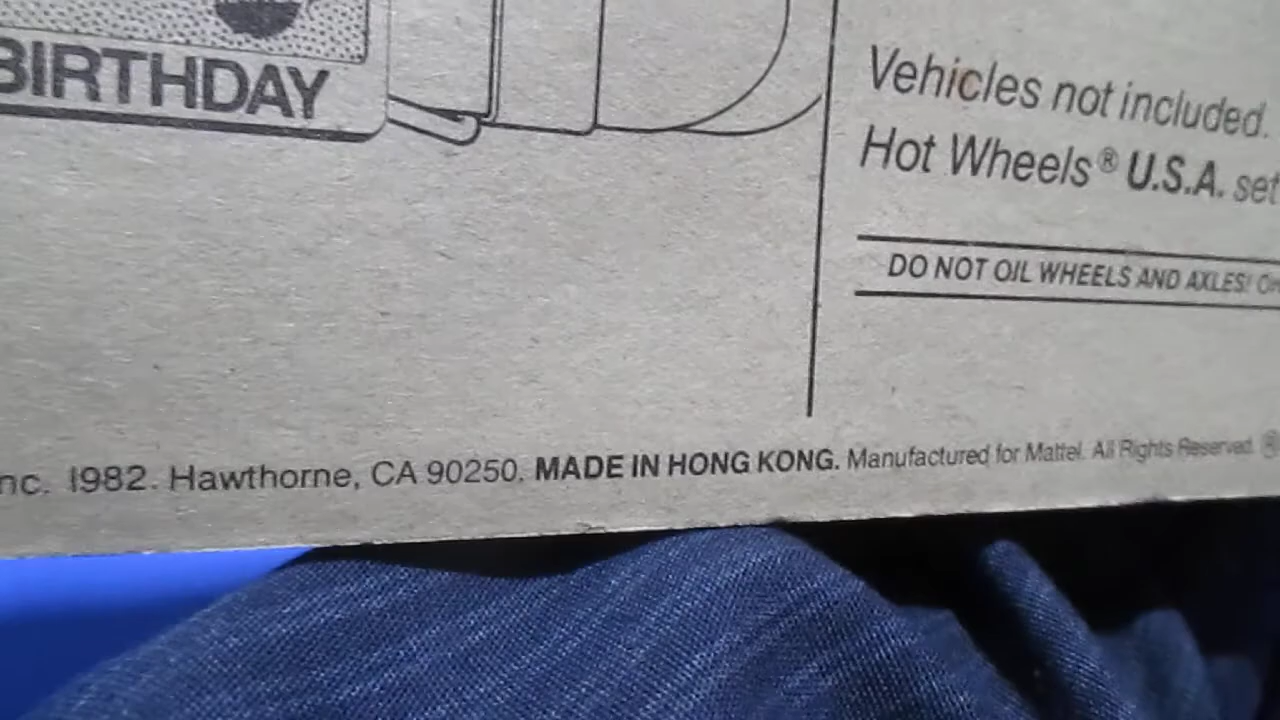 BIRTHDAY
Vehicles not included.
Hot Wheels® U.S.A. set
DO NOT OIL WHEELS AND AXLES!
nc. 1982. Hawthorne, CA 90250. MADE IN HONG KONG. Manufactured for Mattel. All Rights Reserved.